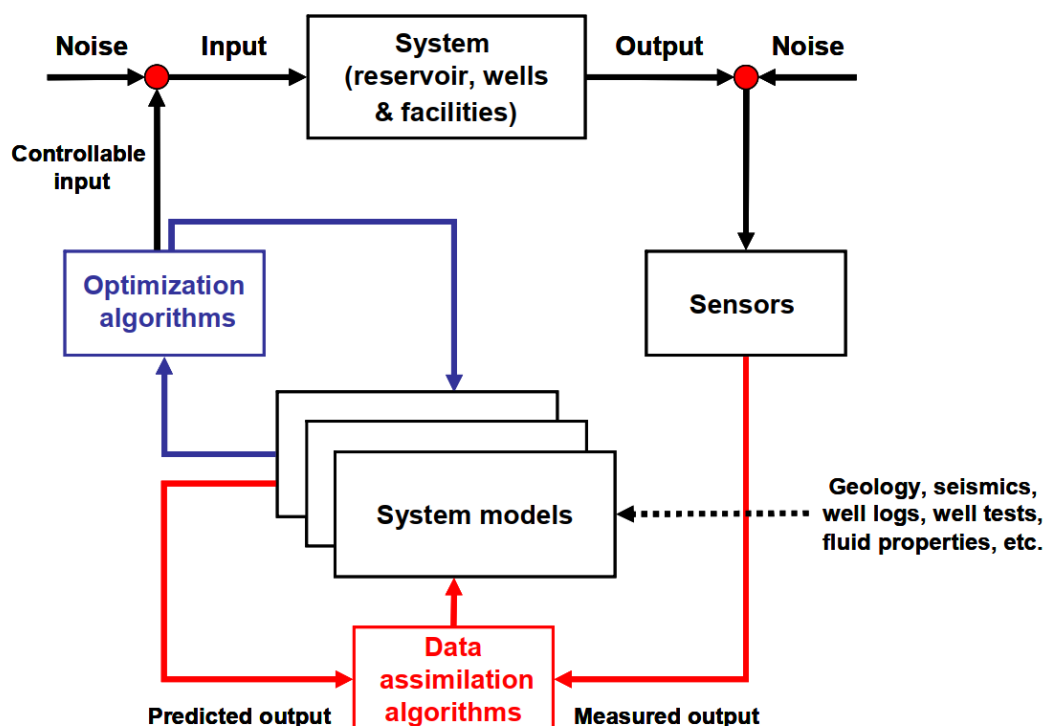 Noise
Input
System
(reservoir, wells
& facilities)
Output
Noise
Controllable
input
Optimization
algorithms
Sensors
System models
Geology, seismics,
well logs, well tests,
fluid properties, etc.
Data
assimilation
algorithms
Predicted output
Measured output